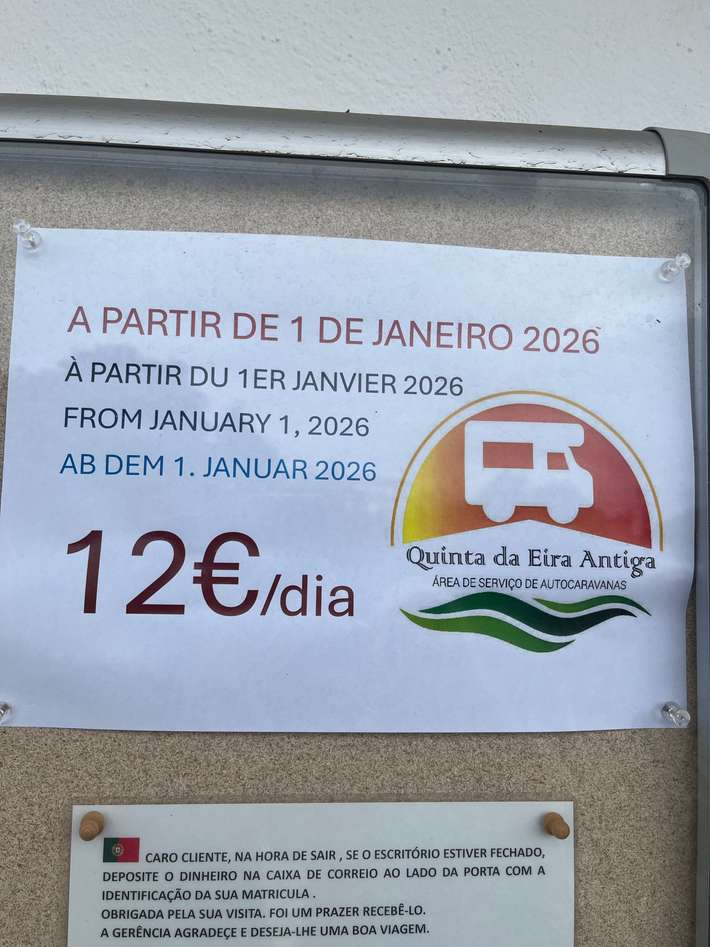 A PARTIR DE 1 DE JANEIRO 2026
À PARTIR DU 1ER JANVIER 2026
FROM JANUARY 1, 2026
AB DEM 1. JANUAR 2026
12€/dia
Quinta da Eira Antiga
ÁREA DE SERVIÇO DE AUTOCARAVANAS
CARO CLIENTE, NA HORA DE SAIR , SE O ESCRITÓRIO ESTIVER FECHADO,
DEPOSITE O DINHEIRO NA CAIXA DE CORREIO AO LADO DA PORTA COM A
IDENTIFICAÇÃO DA SUA MATRICULA .
OBRIGADA PELA SUA VISITA. FOI UM PRAZER RECEBÊ-LO.
A GERÊNCIA AGRADEÇE E DESEJA-LHE UMA BOA VIAGEM.